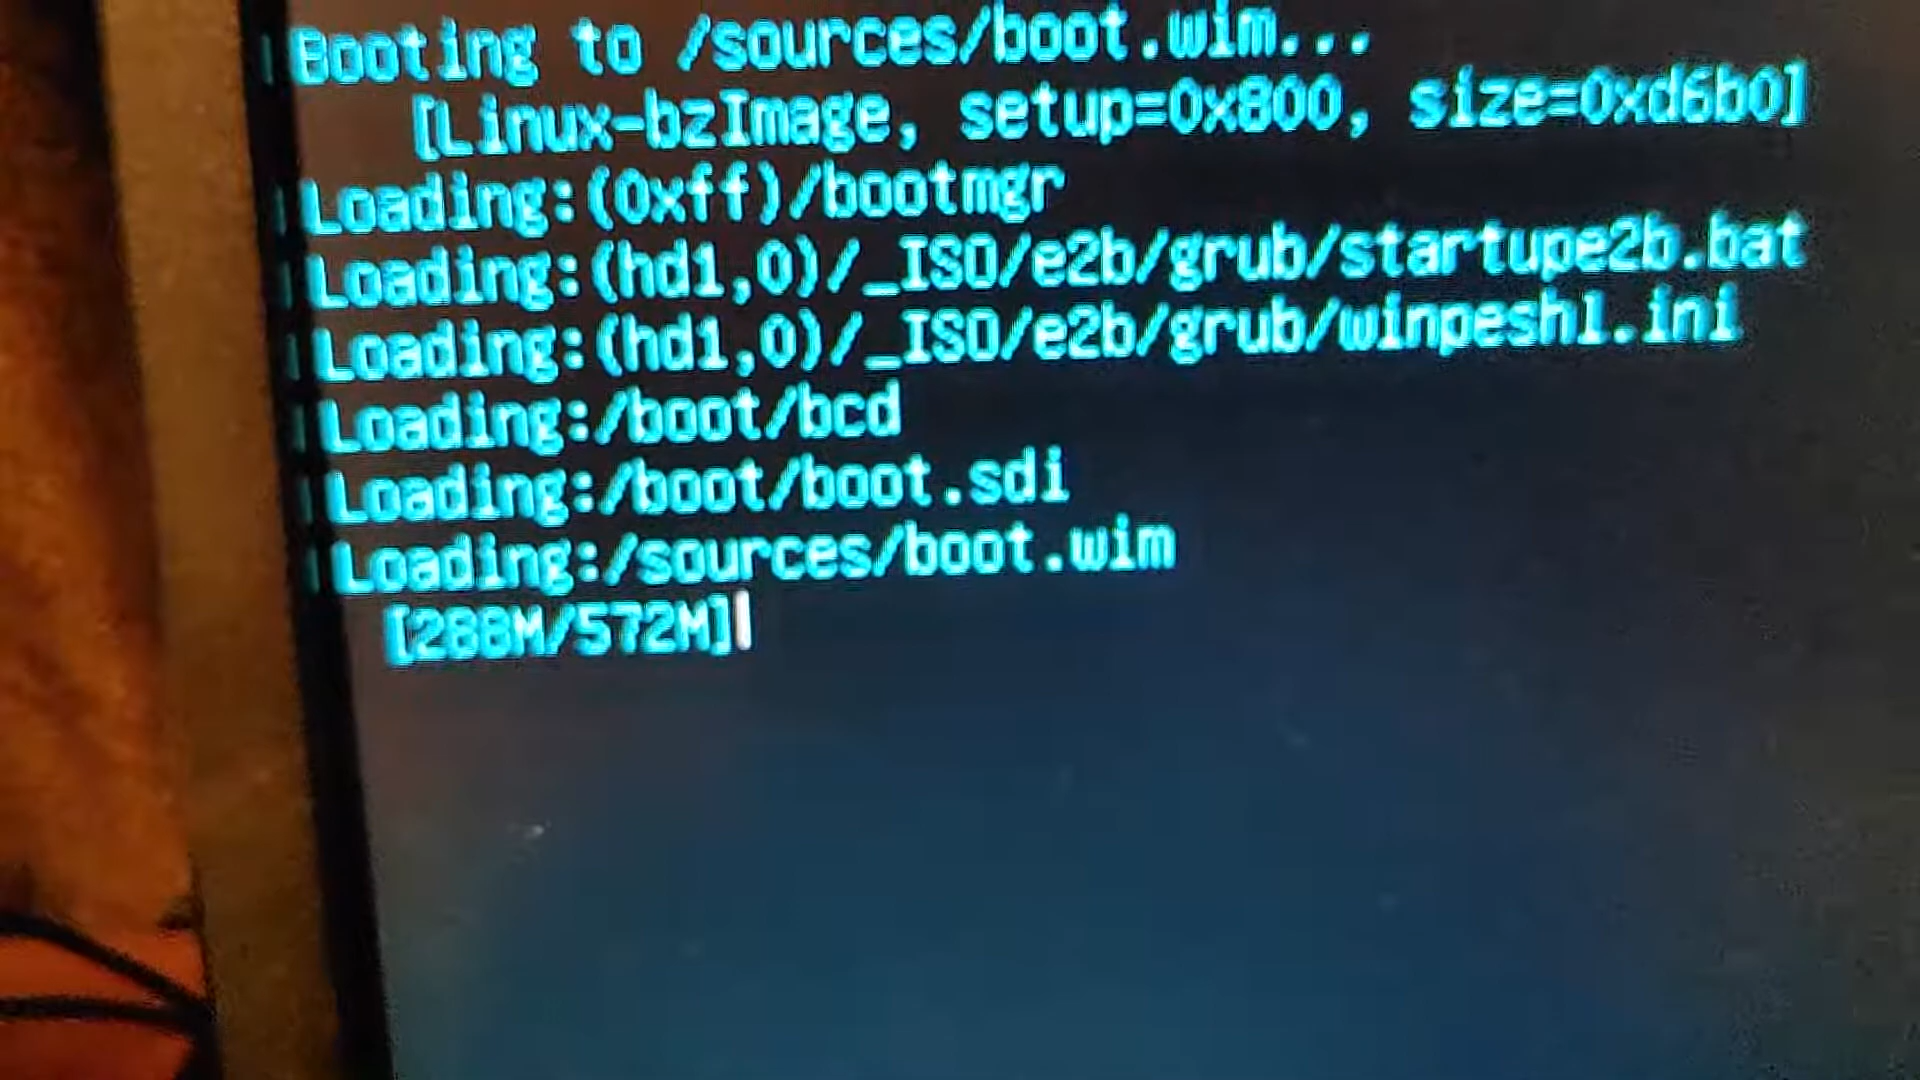 Booting to /sources/boot.wim...
[Linux-bzImage, setup=0x800, size=0xd6b0]
Loading:(0xff)/bootmgr
Loading:(hd1,0)/_ISO/e2b/grub/startupe2b.bat
Loading:(hd1,0)/_ISO/e2b/grub/winpeshl.ini
Loading:/boot/bcd
Loading:/boot/boot.sdi
Loading:/sources/boot.wim
[288M/572M]